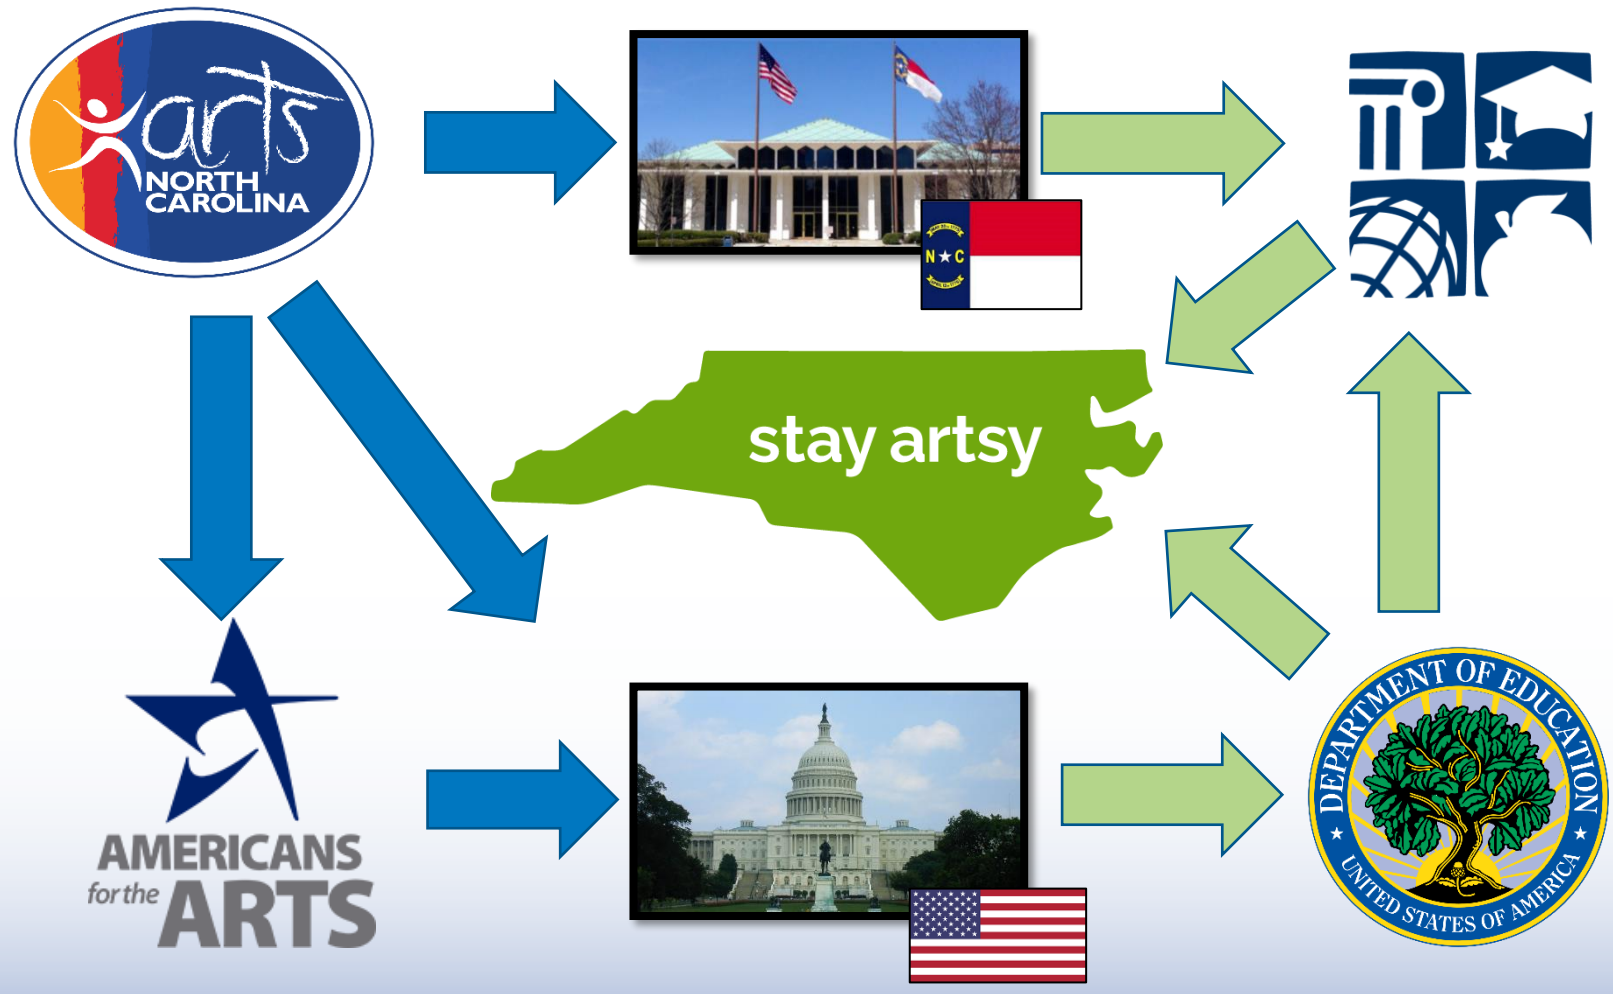 arts
NORTH
CAROLINA
N C
stay artsy
AMERICANS
for the
ARTS
DEPARTMENT OF EDUCATION
UNITED STATES OF AMERICA